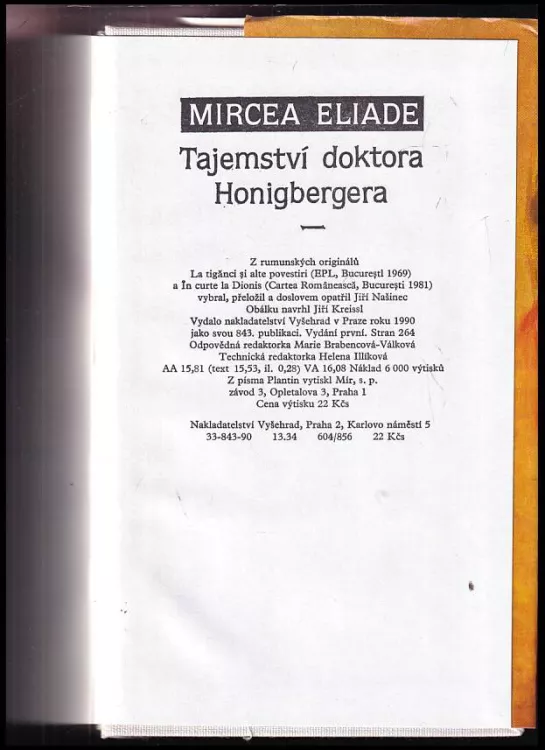 MIRCEA ELIADE
Tajemství doktora
Honigbergera
Z rumunských originálů
La tigănci şi alte povestiri (EPL, Bucureşti 1969)
a În curte la Dionis (Cartea Românească, Bucureşti 1981)
vybral, přeložil a doslovem opatřil Jiří Našinec
Obálku navrhl Jiří Kreissl
Vydalo nakladatelství Vyšehrad v Praze roku 1990
jako svou 843. publikaci. Vydání první. Stran 264
Odpovědná redaktorka Marie Brabencová-Válková
Technická redaktorka Helena Illíková
AA 15,81 (text 15,53, il. 0,28) VA 16,08 Náklad 6 000 výtisků
Z písma Plantin vytiskl Mír, s. p.
závod 3, Opletalova 3, Praha 1
Cena výtisku 22 Kčs
Nakladatelství Vyšehrad, Praha 2, Karlovo náměstí 5
33-843-90 13.34 604/856 22 Kčs